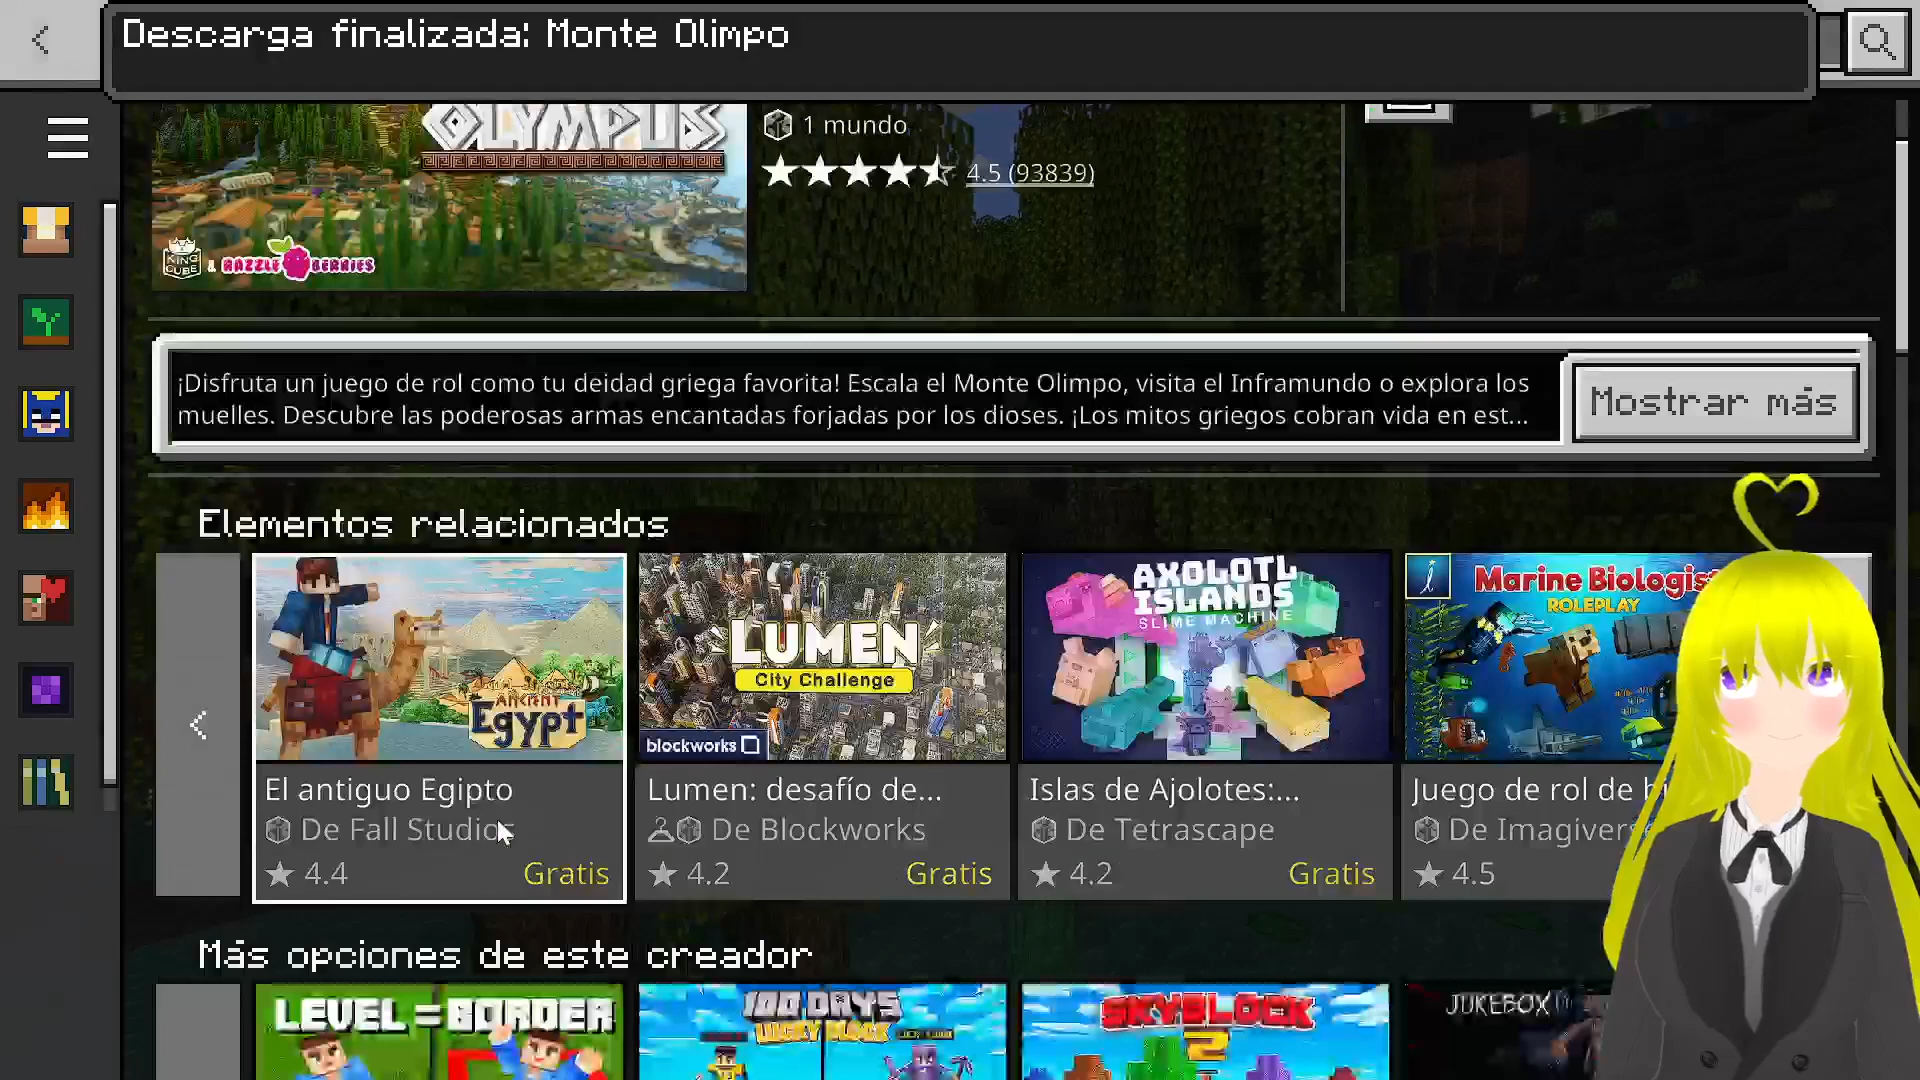 Descarga finalizada: Monte Olimpo
OLYMPUS
KING CUBE & RAZZLEBERRIES
1 mundo
4.5 (93839)
¡Disfruta un juego de rol como tu deidad griega favorita! Escala el Monte Olimpo, visita el Inframundo o explora los
muelles. Descubre las poderosas armas encantadas forjadas por los dioses. ¡Los mitos griegos cobran vida en est...
Mostrar más
Elementos relacionados
ANCIENT
Egypt
LUMEN
City Challenge
blockworks
AXOLOTL
ISLANDS
SLIME MACHINE
Marine Biologis
ROLEPLAY
El antiguo Egipto
De Fall Studios
4.4
Gratis
Lumen: desafío de...
De Blockworks
4.2
Gratis
Islas de Ajolotes:...
De Tetrascape
4.2
Gratis
Juego de rol de
De Imagivers
4.5
Más opciones de este creador
LEVEL = BORDER
100 DAYS
LUCKY BLOCK
SKYBLOCK
2
JUKEBOX